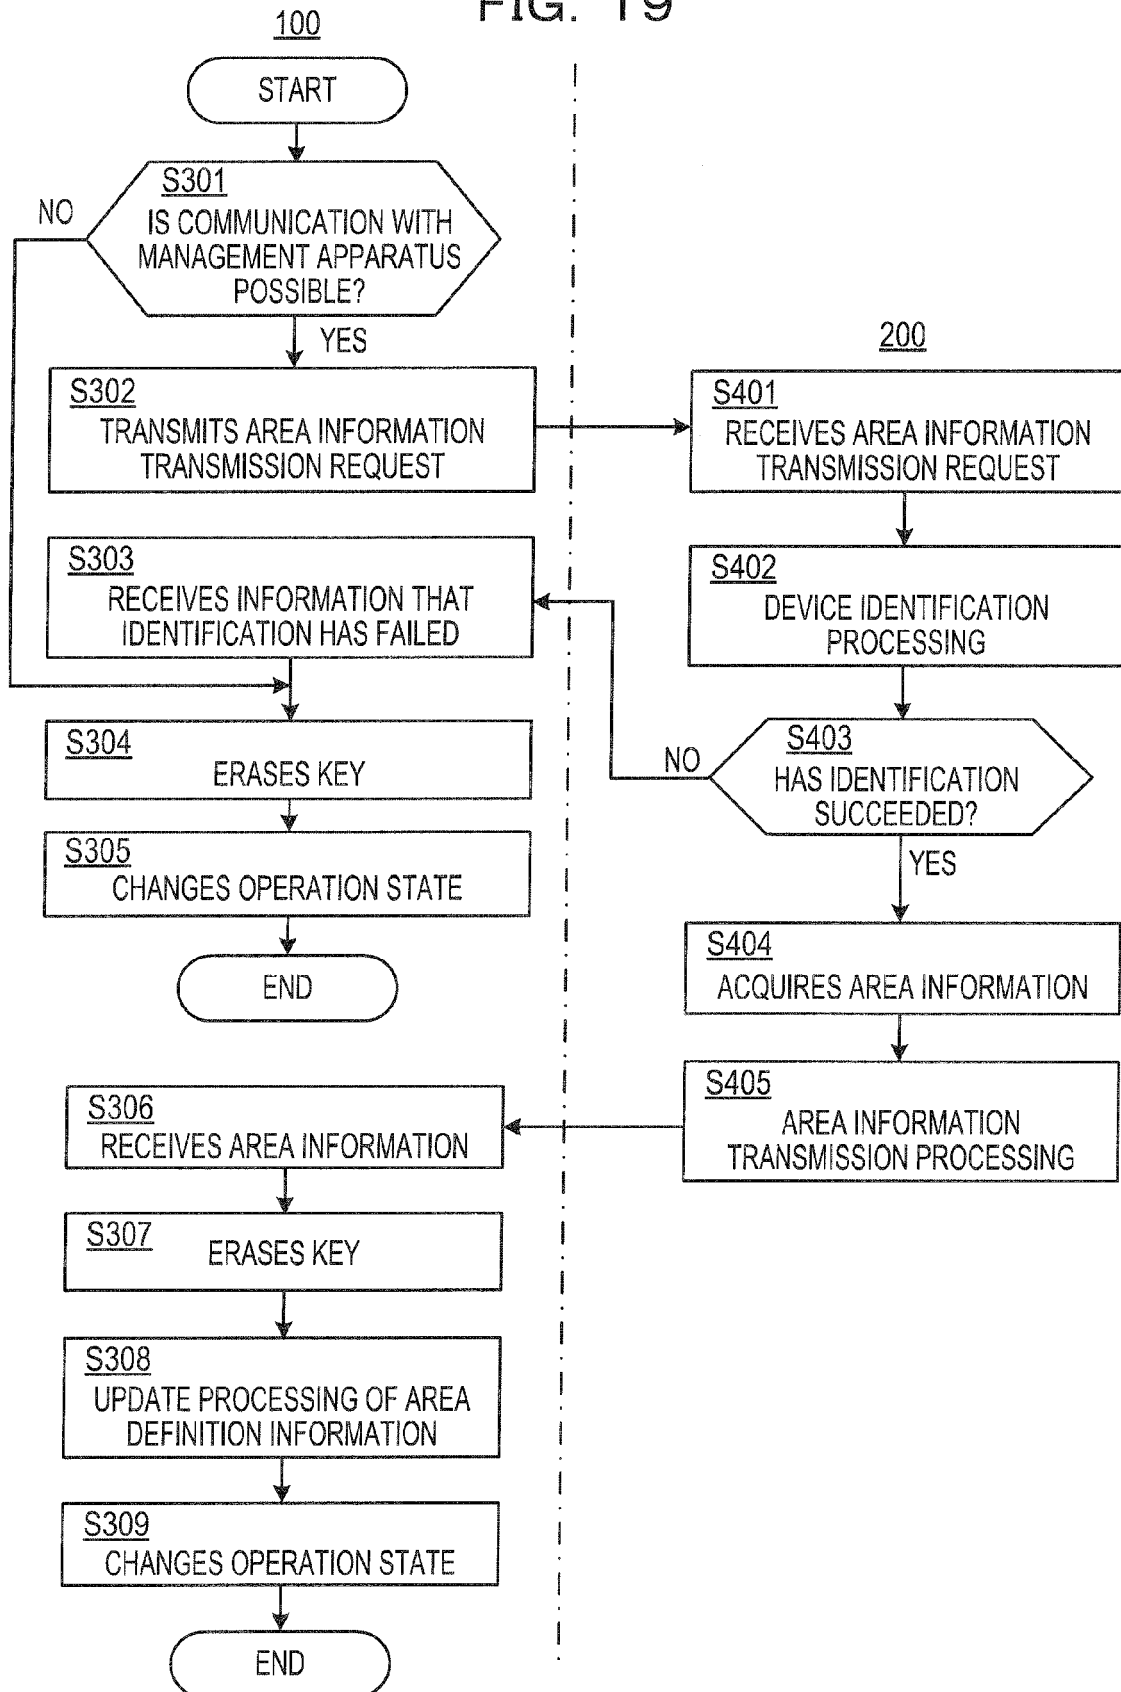 FIG. 19
100
START
S301
IS COMMUNICATION WITH
MANAGEMENT APPARATUS
POSSIBLE?
NO
YES
S302
TRANSMITS AREA INFORMATION
TRANSMISSION REQUEST
S303
RECEIVES INFORMATION THAT
IDENTIFICATION HAS FAILED
S304
ERASES KEY
S305
CHANGES OPERATION STATE
END
S306
RECEIVES AREA INFORMATION
S307
ERASES KEY
S308
UPDATE PROCESSING OF AREA
DEFINITION INFORMATION
S309
CHANGES OPERATION STATE
END
200
S401
RECEIVES AREA INFORMATION
TRANSMISSION REQUEST
S402
DEVICE IDENTIFICATION
PROCESSING
S403
HAS IDENTIFICATION
SUCCEEDED?
NO
YES
S404
ACQUIRES AREA INFORMATION
S405
AREA INFORMATION
TRANSMISSION PROCESSING